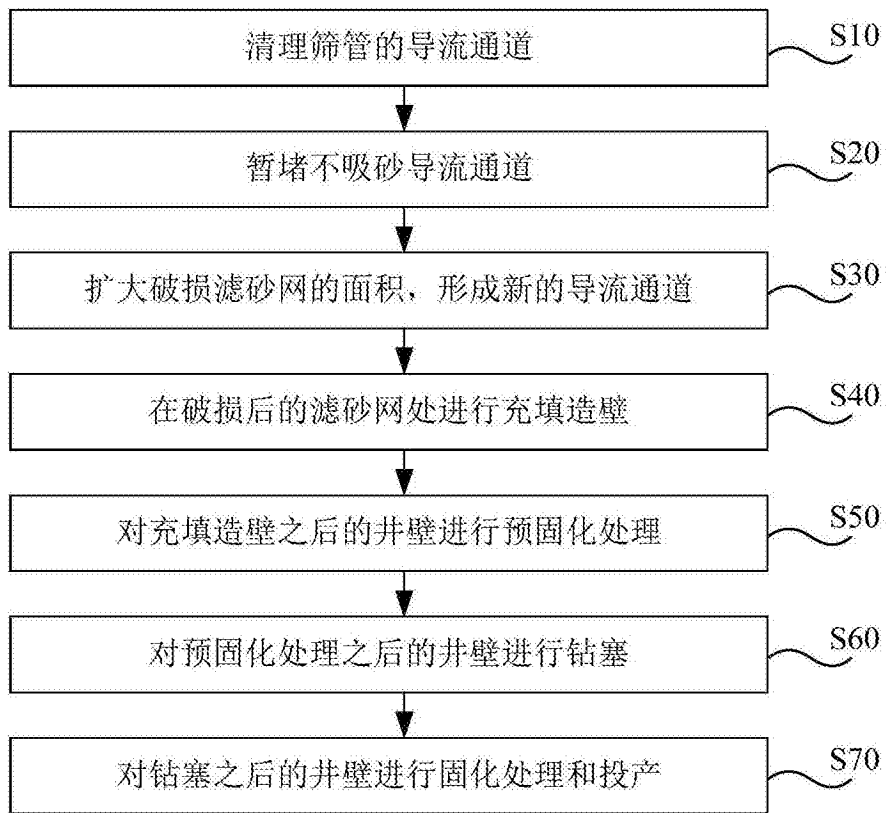 清理筛管的导流通道
S10
暂堵不吸砂导流通道
S20
扩大破损滤砂网的面积，形成新的导流通道
S30
在破损后的滤砂网处进行充填造壁
S40
对充填造壁之后的井壁进行预固化处理
S50
对预固化处理之后的井壁进行钻塞
S60
对钻塞之后的井壁进行固化处理和投产
S70